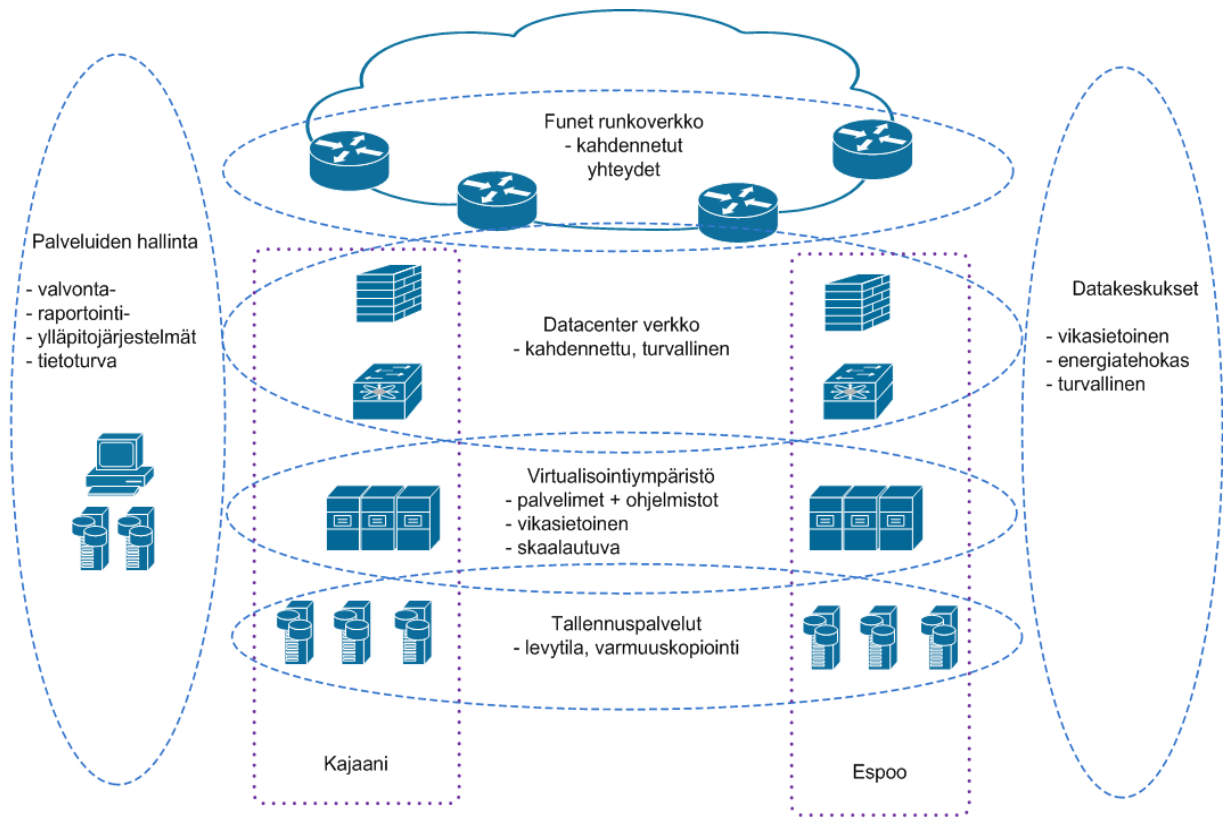 Funet runkoverkko
- kahdennetut
yhteydet
Palveluiden hallinta
- valvonta-
- raportointi-
- ylläpitojärjestelmät
- tietoturva
Datacenter verkko
- kahdennettu, turvallinen
Datakeskukset
- vikasietoinen
- energiatehokas
- turvallinen
Virtualisointiympäristö
- palvelimet + ohjelmistot
- vikasietoinen
- skaalautuva
Tallennuspalvelut
- levytila, varmuuskopiointi
Kajaani
Espoo